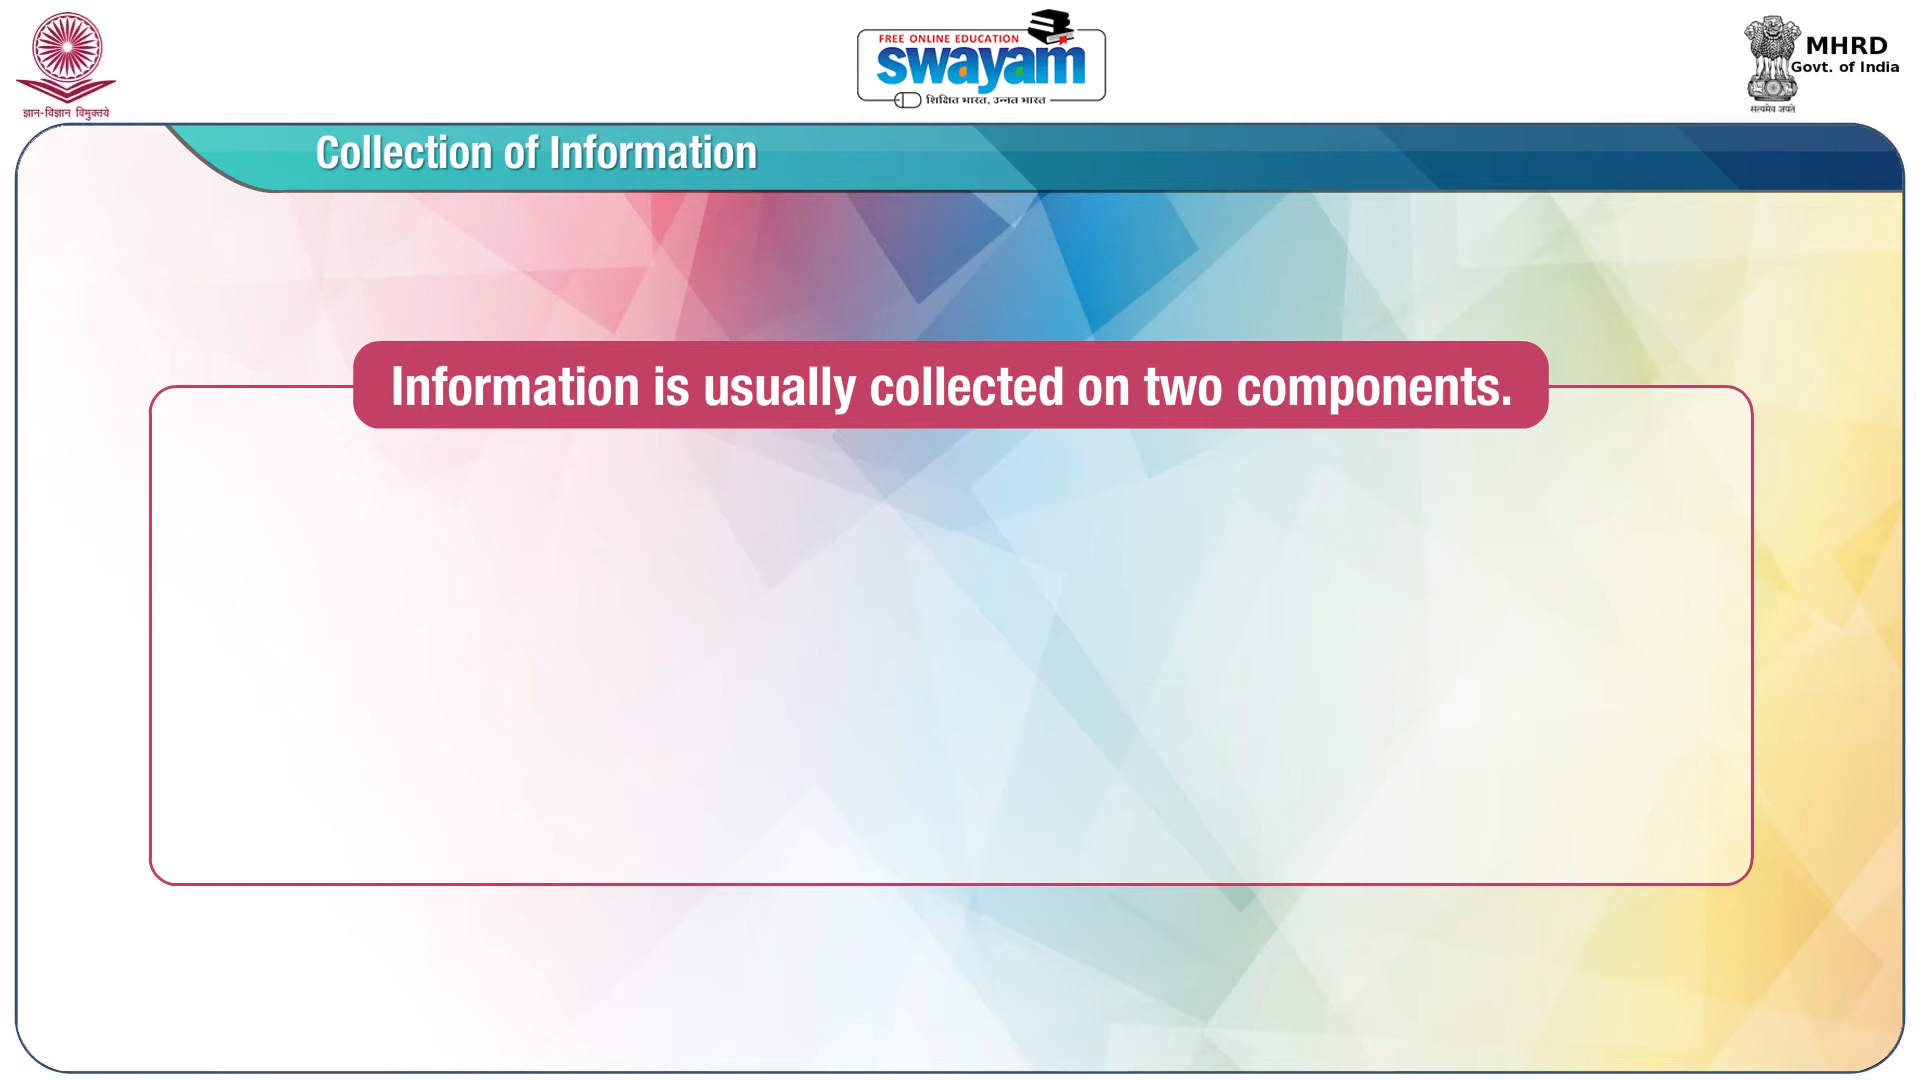 ज्ञान-विज्ञान विमुक्तये
FREE ONLINE EDUCATION
swayam
शिक्षित भारत, उन्नत भारत
MHRD
Govt. of India
सत्यमेव जयते
Collection of Information
Information is usually collected on two components.